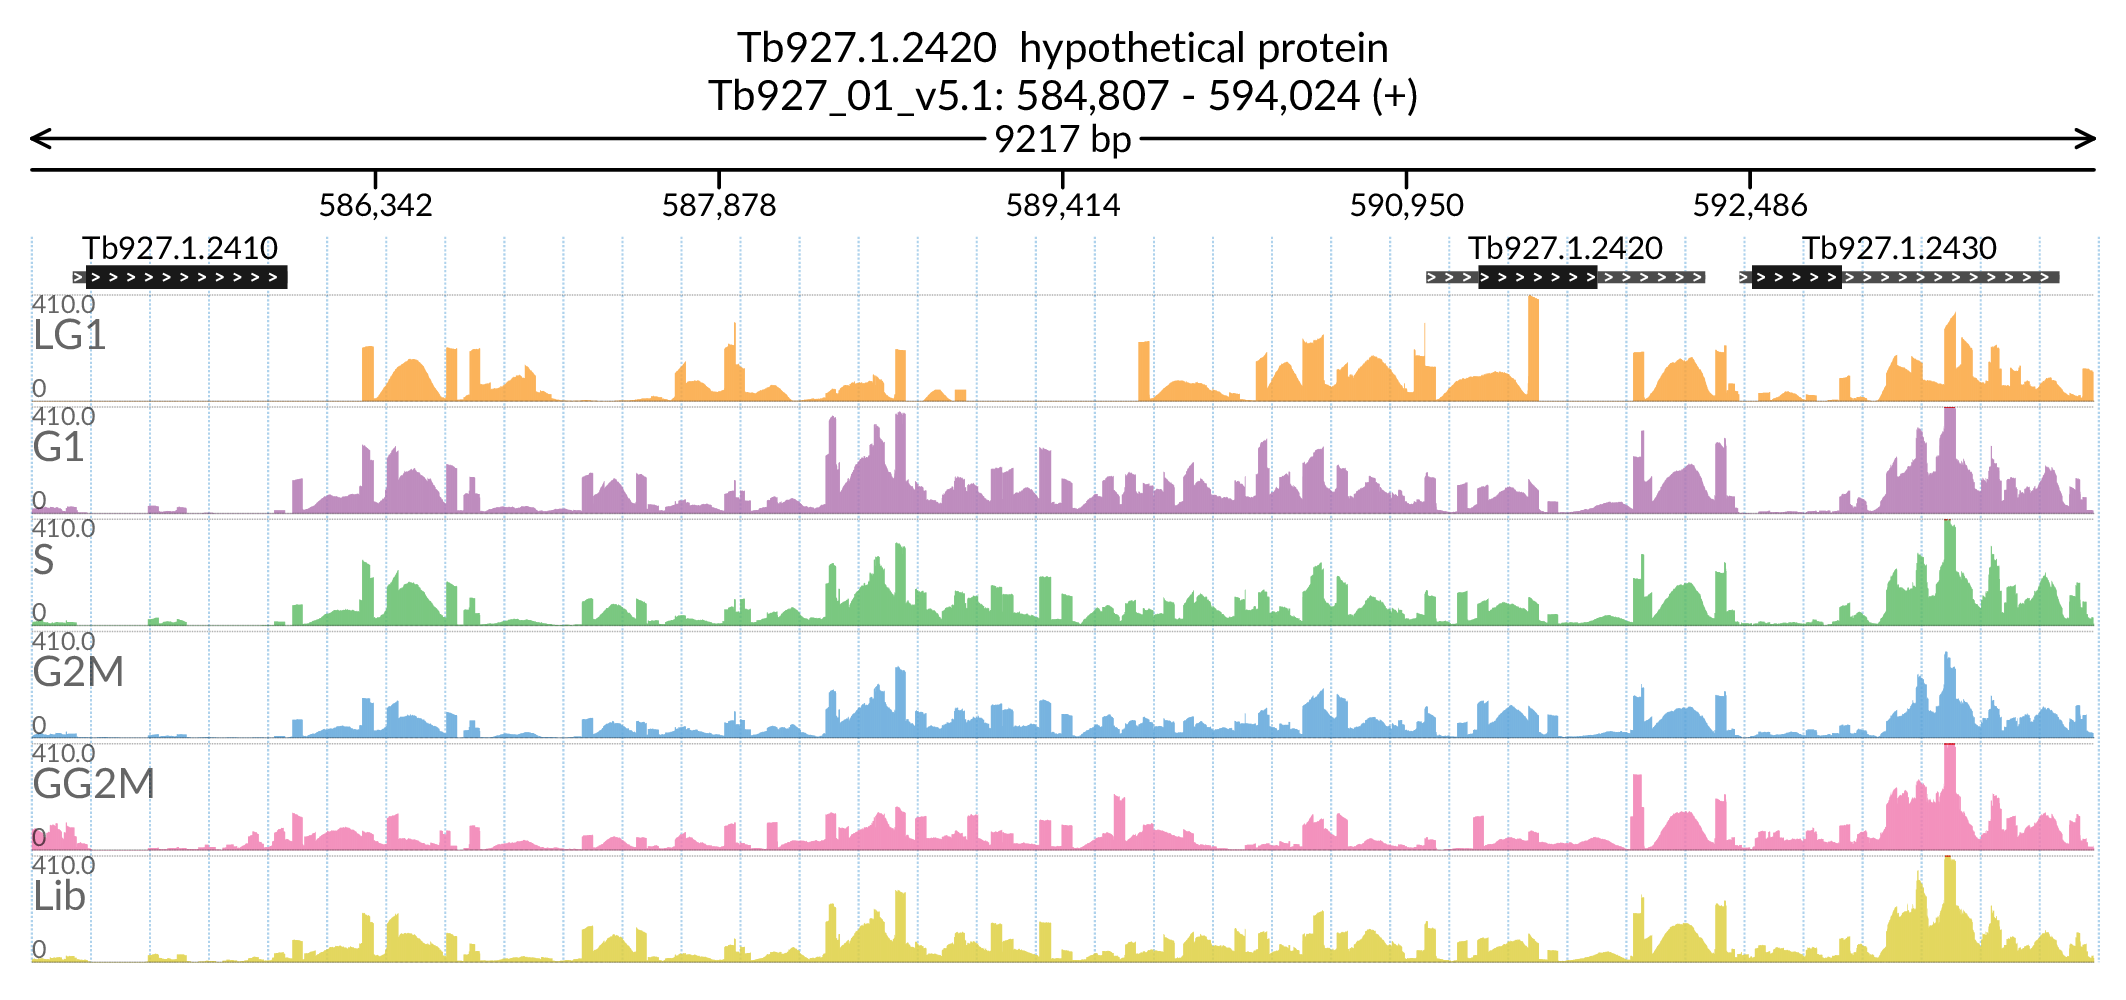 Tb927.1.2420  hypothetical protein
Tb927_01_v5.1: 584,807 - 594,024 (+)
9217 bp
586,342 587,878 589,414 590,950 592,486
Tb927.1.2410 Tb927.1.2420 Tb927.1.2430
410.0
LG1
0
410.0
G1
0
410.0
S
0
410.0
G2M
0
410.0
GG2M
0
410.0
Lib
0